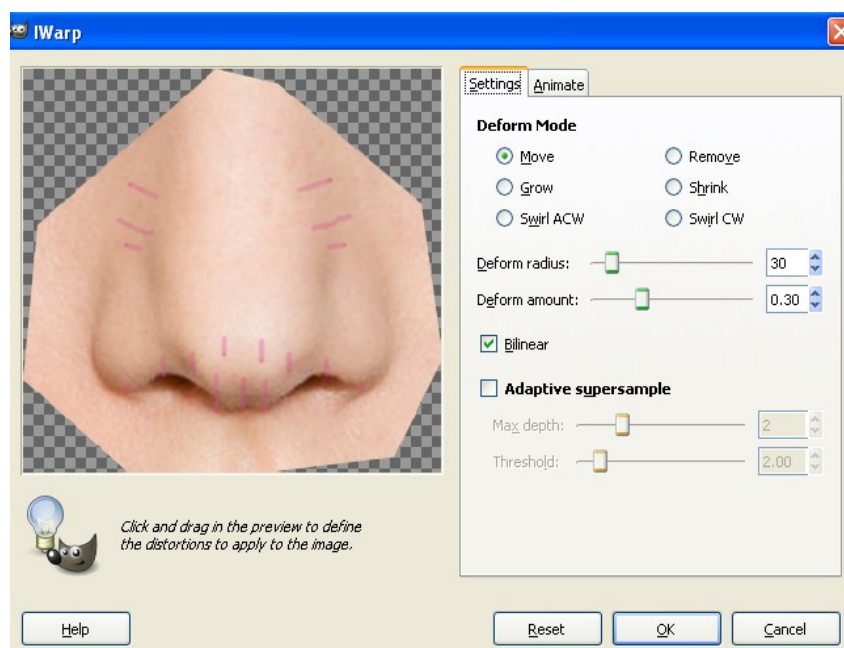 IWarp
Settings Animate
Deform Mode
Move Remove
Grow Shrink
Swirl ACW Swirl CW
Deform radius: 30
Deform amount: 0.30
Bilinear
Adaptive supersample
Max depth: 2
Threshold: 2.00
Click and drag in the preview to define
the distortions to apply to the image.
Help Reset OK Cancel